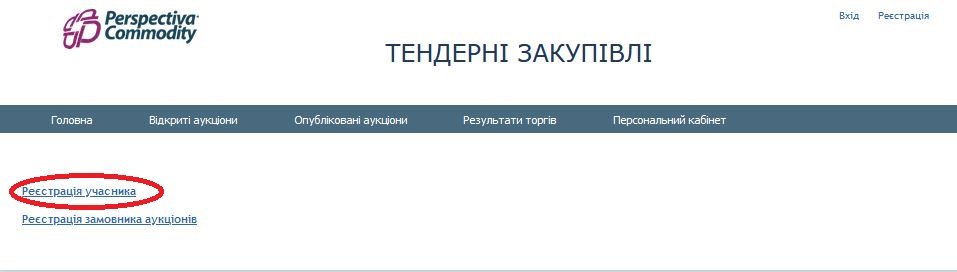 Perspectiva
Commodity
Вхід Реєстрація
ТЕНДЕРНІ ЗАКУПІВЛІ
Головна Відкриті аукціони Опубліковані аукціони Результати торгів Персональний кабінет
Реєстрація учасника
Реєстрація замовника аукціонів